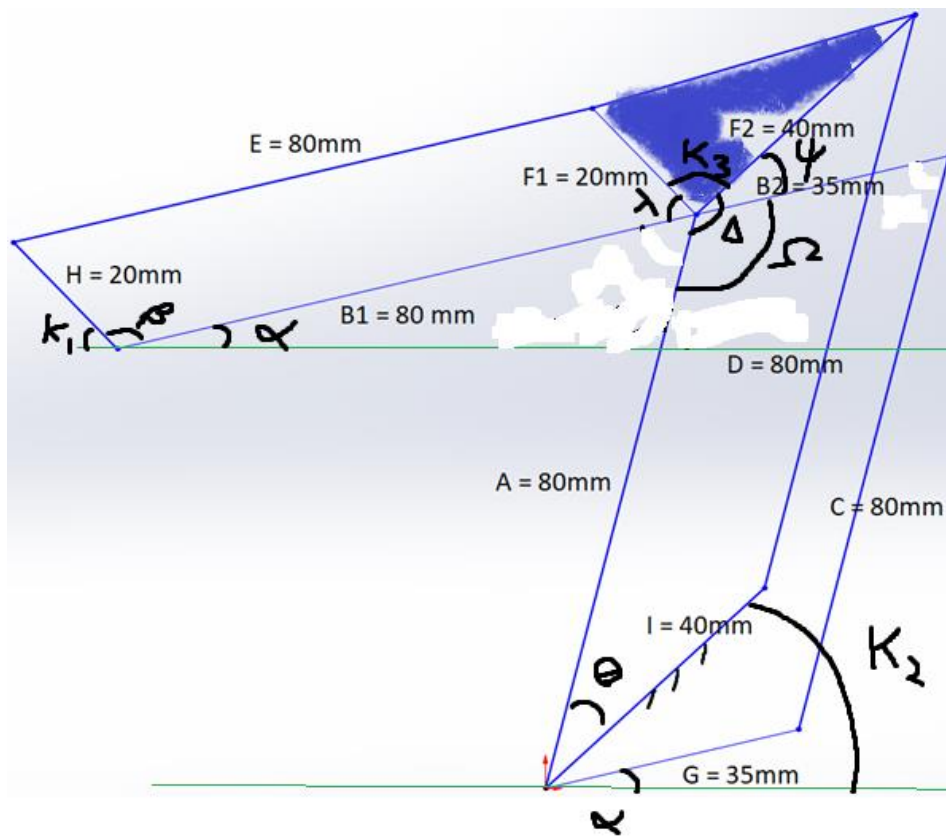 E = 80mm
F2 = 40mm
K3
ψ
F1 = 20mm
B2 = 35mm
λ
Δ
Ω
H = 20mm
B1 = 80 mm
K1
β
α
D = 80mm
A = 80mm
C = 80mm
I = 40mm
K2
θ
G = 35mm
α